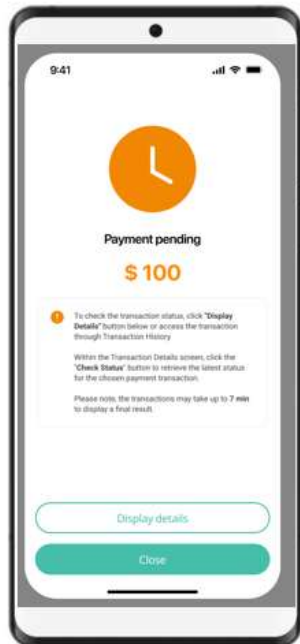 9:41
Payment pending
$ 100
To check the transaction status, click "Display
Details" button below or access the transaction
through Transaction History.
Within the Transaction Details screen, click the
"Check Status" button to retrieve the latest status
for the chosen payment transaction.
Please note, the transactions may take up to 7 min
to display a final result.
Display details
Close